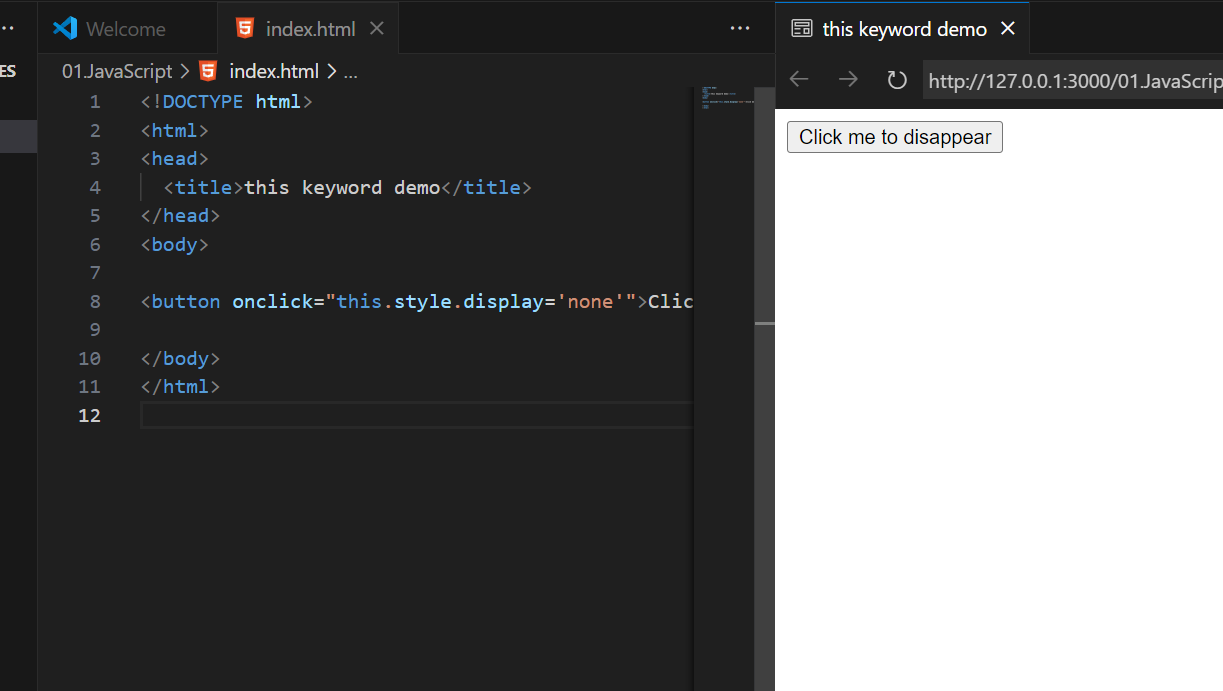 Welcome
index.html
this keyword demo
ES
01.JavaScript > index.html > ...
http://127.0.0.1:3000/01.JavaScrip
1 <!DOCTYPE html>
2 <html>
3 <head>
4 <title>this keyword demo</title>
5 </head>
6 <body>
7
8 <button onclick="this.style.display='none'">Clic
9
10 </body>
11 </html>
12
Click me to disappear